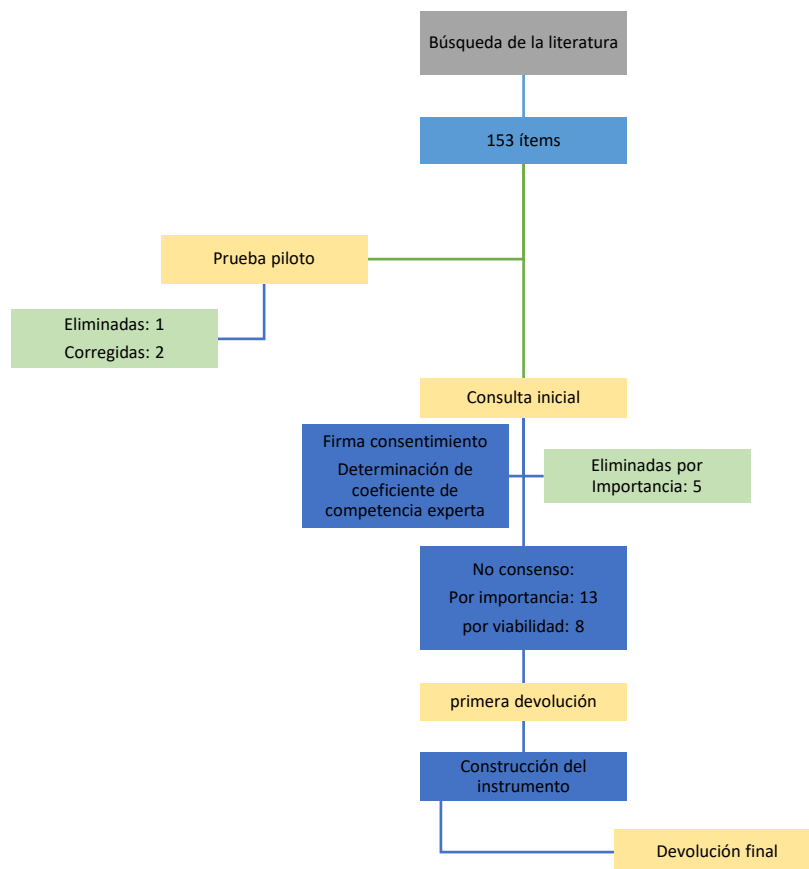 Búsqueda de la literatura
153 ítems
Prueba piloto
Eliminadas: 1
Corregidas: 2
Consulta inicial
Firma consentimiento
Determinación de
coeficiente de
competencia experta
Eliminadas por
Importancia: 5
No consenso:
Por importancia: 13
por viabilidad: 8
primera devolución
Construcción del
instrumento
Devolución final